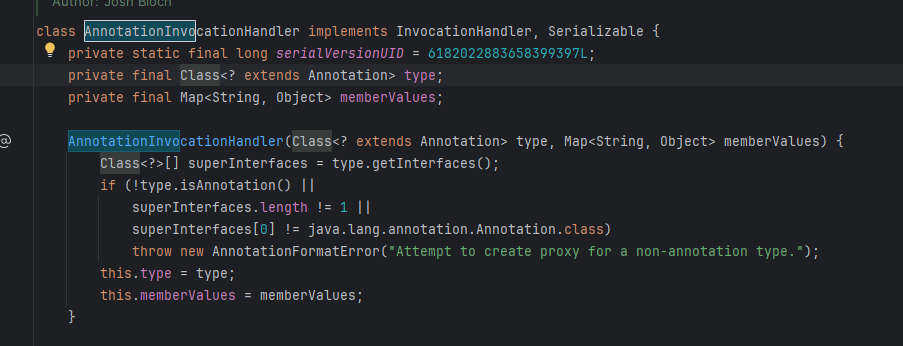 Author: Josh Bloch
class AnnotationInvocationHandler implements InvocationHandler, Serializable {
    private static final long serialVersionUID = 6182022883658399397L;
    private final Class<? extends Annotation> type;
    private final Map<String, Object> memberValues;
@
    AnnotationInvocationHandler(Class<? extends Annotation> type, Map<String, Object> memberValues) {
        Class<?>[] superInterfaces = type.getInterfaces();
        if (!type.isAnnotation() ||
            superInterfaces.length != 1 ||
            superInterfaces[0] != java.lang.annotation.Annotation.class)
            throw new AnnotationFormatError("Attempt to create proxy for a non-annotation type.");
        this.type = type;
        this.memberValues = memberValues;
    }